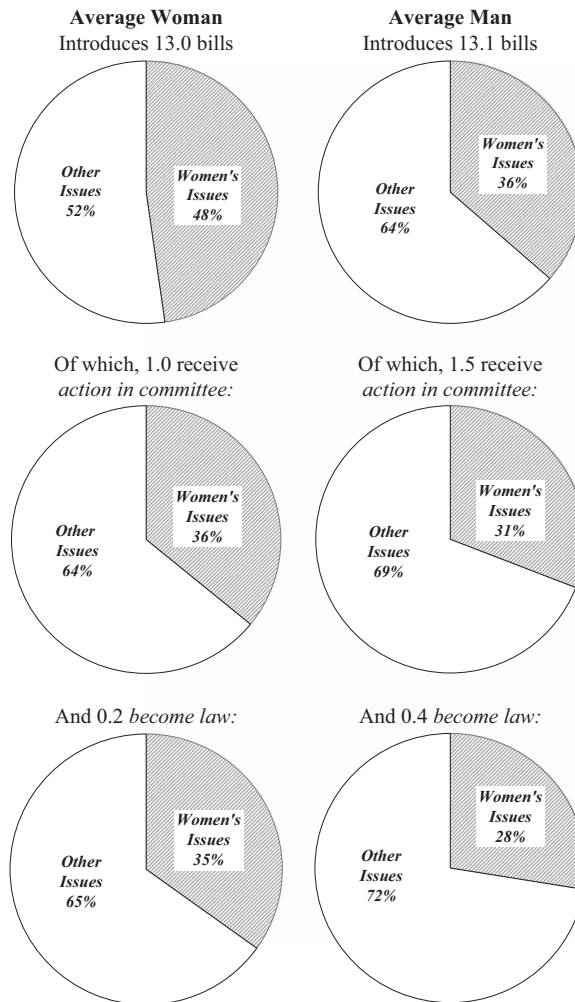 Average Woman
Introduces 13.0 bills
Average Man
Introduces 13.1 bills
Other
Issues
52%
Women's
Issues
48%
Other
Issues
64%
Women's
Issues
36%
Of which, 1.0 receive
action in committee:
Of which, 1.5 receive
action in committee:
Other
Issues
64%
Women's
Issues
36%
Other
Issues
69%
Women's
Issues
31%
And 0.2 become law:
And 0.4 become law:
Other
Issues
65%
Women's
Issues
35%
Other
Issues
72%
Women's
Issues
28%